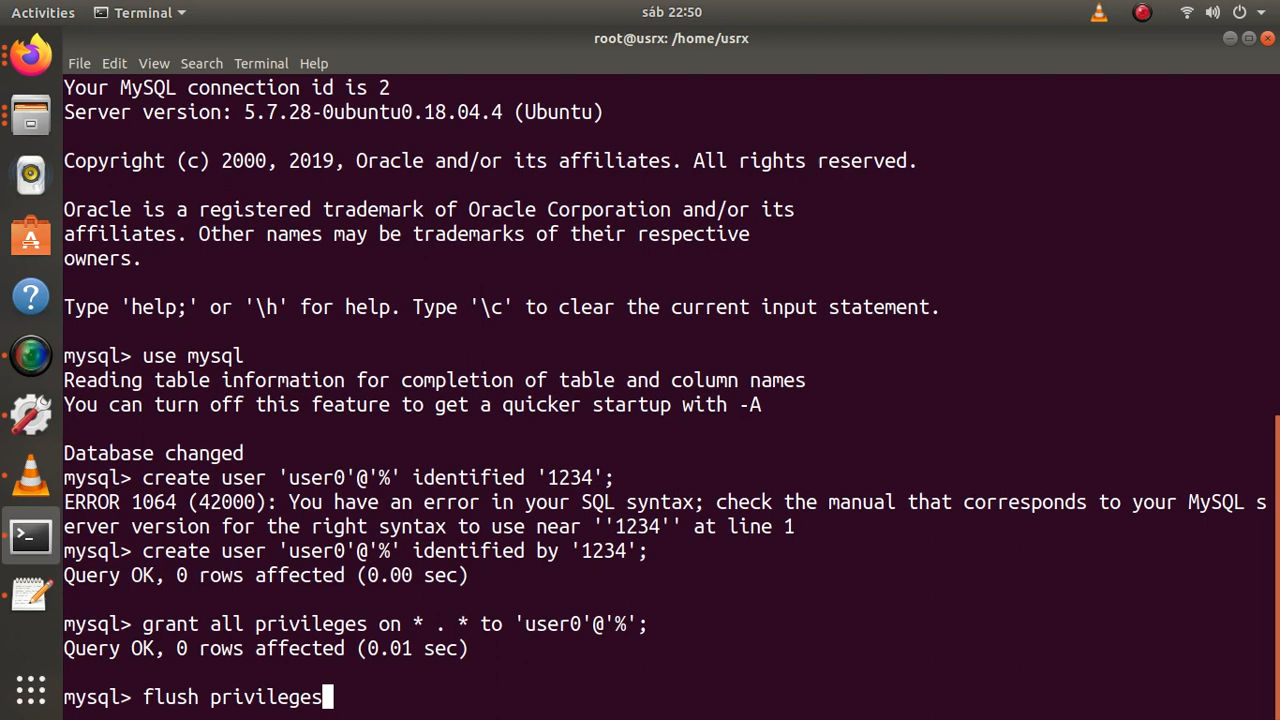 Activities Terminal sáb 22:50
root@usrx: /home/usrx
File Edit View Search Terminal Help
Your MySQL connection id is 2
Server version: 5.7.28-0ubuntu0.18.04.4 (Ubuntu)
Copyright (c) 2000, 2019, Oracle and/or its affiliates. All rights reserved.
Oracle is a registered trademark of Oracle Corporation and/or its
affiliates. Other names may be trademarks of their respective
owners.
Type 'help;' or '\h' for help. Type '\c' to clear the current input statement.
mysql> use mysql
Reading table information for completion of table and column names
You can turn off this feature to get a quicker startup with -A
Database changed
mysql> create user 'user0'@'%' identified '1234';
ERROR 1064 (42000): You have an error in your SQL syntax; check the manual that corresponds to your MySQL s
erver version for the right syntax to use near ''1234'' at line 1
mysql> create user 'user0'@'%' identified by '1234';
Query OK, 0 rows affected (0.00 sec)
mysql> grant all privileges on * . * to 'user0'@'%';
Query OK, 0 rows affected (0.01 sec)
mysql> flush privileges